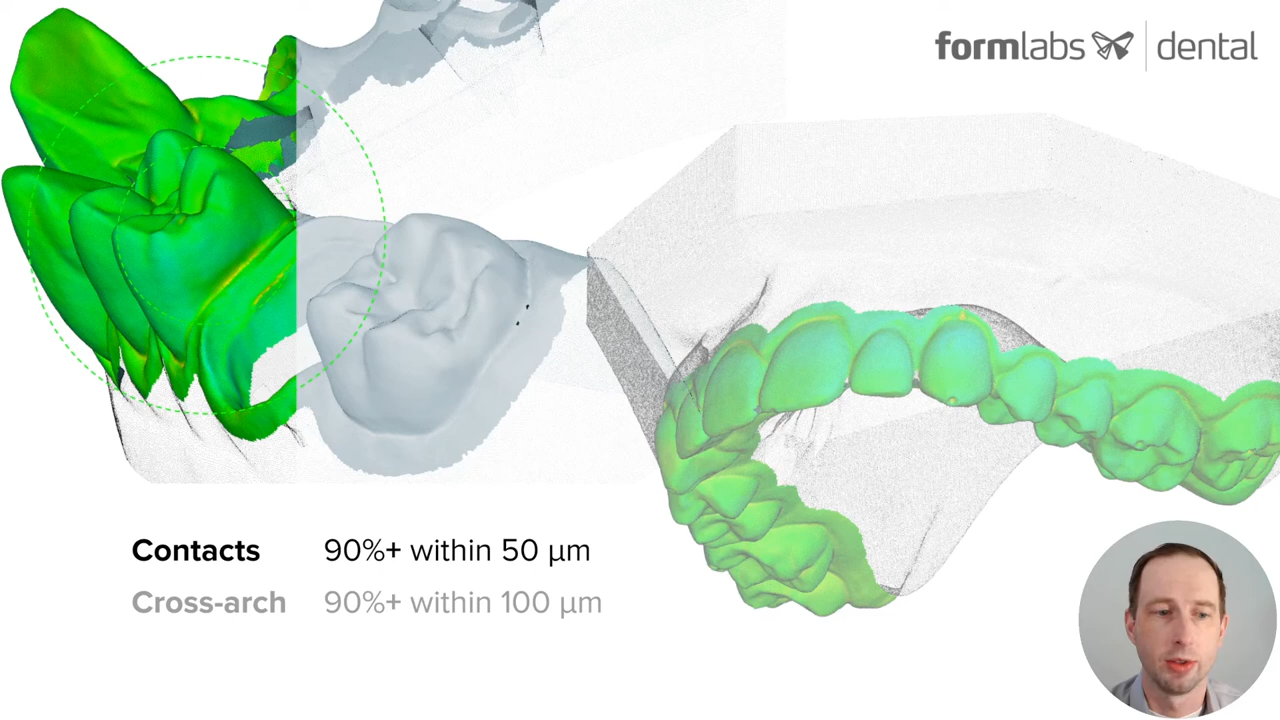 formlabs dental
Contacts 90%+ within 50 μm
Cross-arch 90%+ within 100 μm